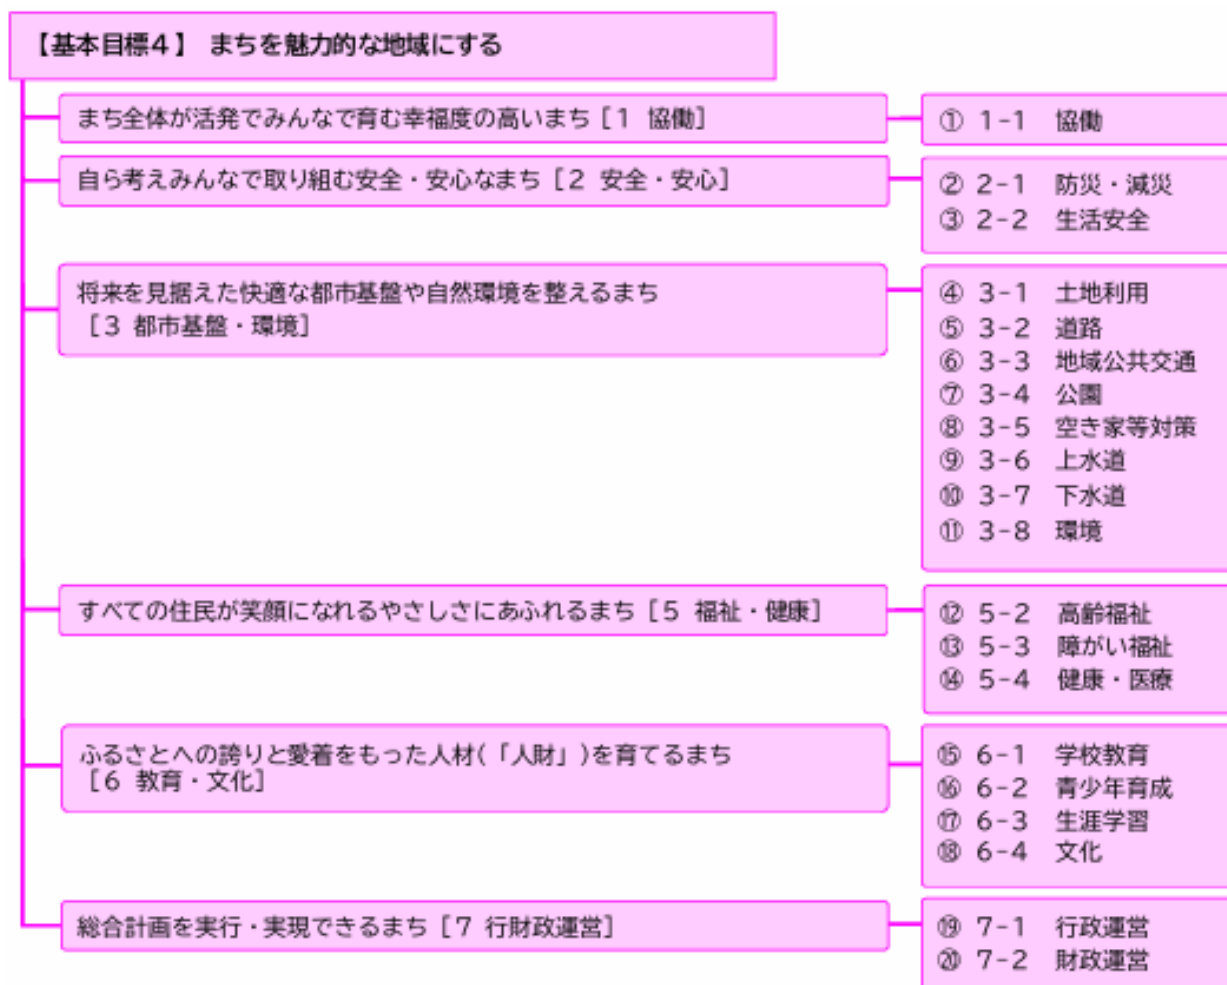 【基本目標4】 まちを魅力的な地域にする
まち全体が活発でみんなで育む幸福度の高いまち [1 協働]
① 1-1 協働
自ら考えみんなで取り組む安全・安心なまち [2 安全・安心]
② 2-1 防災・減災
③ 2-2 生活安全
将来を見据えた快適な都市基盤や自然環境を整えるまち
[3 都市基盤・環境]
④ 3-1 土地利用
⑤ 3-2 道路
⑥ 3-3 地域公共交通
⑦ 3-4 公園
⑧ 3-5 空き家等対策
⑨ 3-6 上水道
⑩ 3-7 下水道
⑪ 3-8 環境
すべての住民が笑顔になれるやさしさにあふれるまち [5 福祉・健康]
⑫ 5-2 高齢福祉
⑬ 5-3 障がい福祉
⑭ 5-4 健康・医療
ふるさとへの誇りと愛着をもった人材(「人財」)を育てるまち
[6 教育・文化]
⑮ 6-1 学校教育
⑯ 6-2 青少年育成
⑰ 6-3 生涯学習
⑱ 6-4 文化
総合計画を実行・実現できるまち [7 行財政運営]
⑲ 7-1 行政運営
⑳ 7-2 財政運営